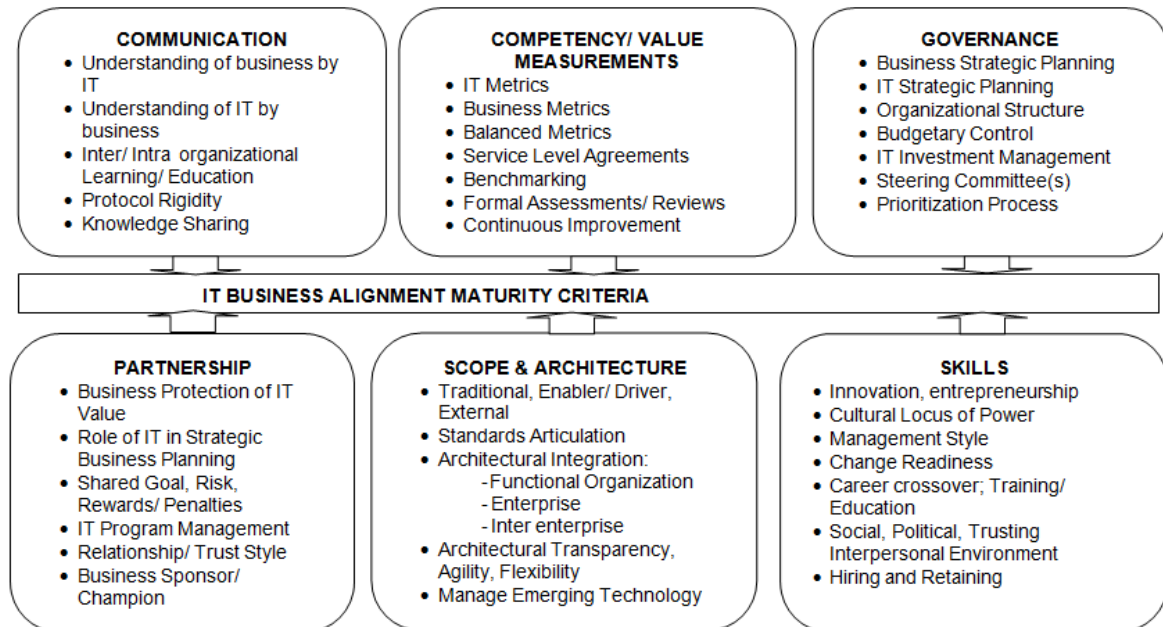 COMMUNICATION
• Understanding of business by
IT
• Understanding of IT by
business
• Inter/ Intra organizational
Learning/ Education
• Protocol Rigidity
• Knowledge Sharing
COMPETENCY/ VALUE
MEASUREMENTS
• IT Metrics
• Business Metrics
• Balanced Metrics
• Service Level Agreements
• Benchmarking
• Formal Assessments/ Reviews
• Continuous Improvement
GOVERNANCE
• Business Strategic Planning
• IT Strategic Planning
• Organizational Structure
• Budgetary Control
• IT Investment Management
• Steering Committee(s)
• Prioritization Process
IT BUSINESS ALIGNMENT MATURITY CRITERIA
PARTNERSHIP
• Business Protection of IT
Value
• Role of IT in Strategic
Business Planning
• Shared Goal, Risk,
Rewards/ Penalties
• IT Program Management
• Relationship/ Trust Style
• Business Sponsor/
Champion
SCOPE & ARCHITECTURE
• Traditional, Enabler/ Driver,
External
• Standards Articulation
• Architectural Integration:
- Functional Organization
- Enterprise
- Inter enterprise
• Architectural Transparency,
Agility, Flexibility
• Manage Emerging Technology
SKILLS
• Innovation, entrepreneurship
• Cultural Locus of Power
• Management Style
• Change Readiness
• Career crossover; Training/
Education
• Social, Political, Trusting
Interpersonal Environment
• Hiring and Retaining